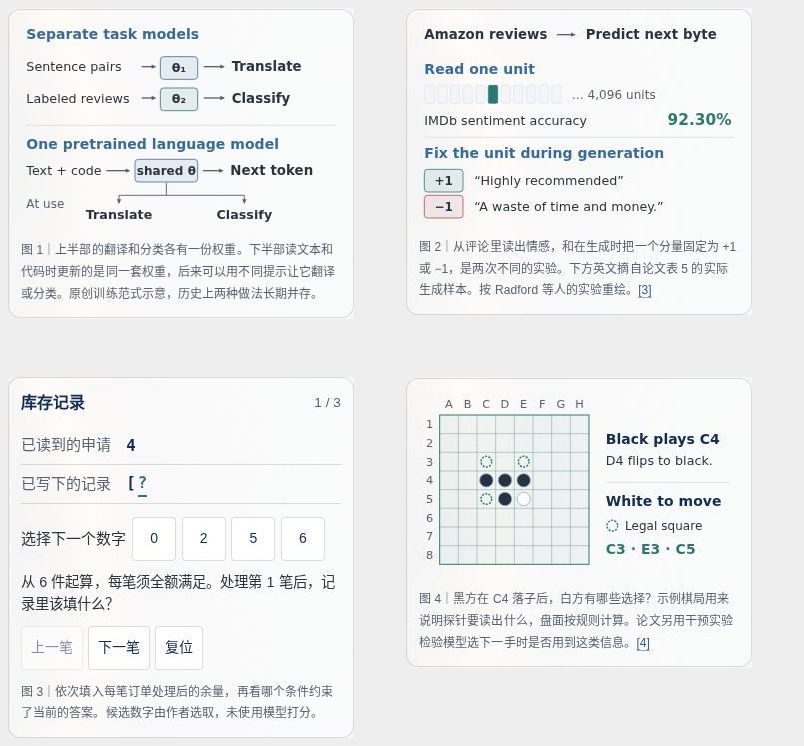 Separate task models
Sentence pairs → θ₁ → Translate
Labeled reviews → θ₂ → Classify
One pretrained language model
Text + code → shared θ → Next token
At use
Translate Classify
图 1｜上半部的翻译和分类各有一份权重。下半部读文本和
代码时更新的是同一套权重，后来可以用不同提示让它翻译
或分类。原创训练范式示意，历史上两种做法长期并存。
Amazon reviews → Predict next byte
Read one unit
… 4,096 units
IMDb sentiment accuracy 92.30%
Fix the unit during generation
+1 “Highly recommended”
−1 “A waste of time and money.”
图 2｜从评论里读出情感，和在生成时把一个分量固定为 +1
或 −1，是两次不同的实验。下方英文摘自论文表 5 的实际
生成样本。按 Radford 等人的实验重绘。[3]
库存记录 1 / 3
已读到的申请 4
已写下的记录 [ ?
选择下一个数字 0 2 5 6
从 6 件起算，每笔须全额满足。处理第 1 笔后，记
录里该填什么？
上一笔 下一笔 复位
图 3｜依次填入每笔订单处理后的余量，再看哪个条件约束
了当前的答案。候选数字由作者选取，未使用模型打分。
A B C D E F G H
1
2
3
4
5
6
7
8
Black plays C4
D4 flips to black.
White to move
Legal square
C3 · E3 · C5
图 4｜黑方在 C4 落子后，白方有哪些选择？示例棋局用来
说明探针要读出什么，盘面按规则计算。论文另用干预实验
检验模型选下一手时是否用到这类信息。[4]